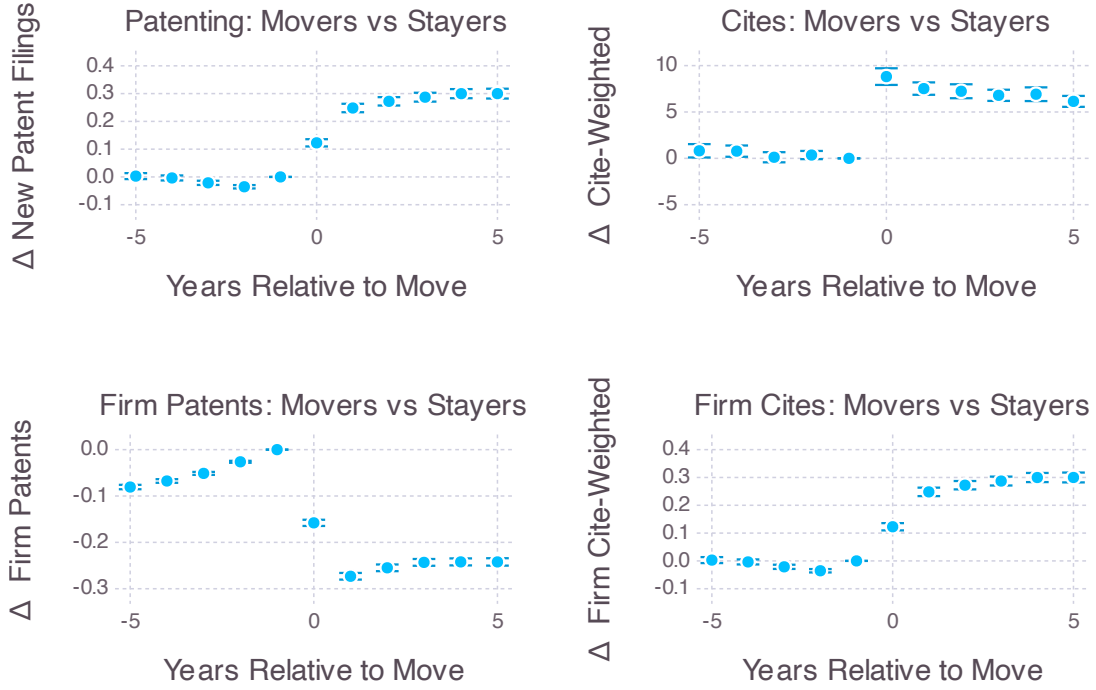 Patenting: Movers vs Stayers
Δ New Patent Filings
0.4
0.3
0.2
0.1
0.0
-0.1
-5
0
5
Years Relative to Move
Cites: Movers vs Stayers
Δ Cite-Weighted
10
5
0
-5
-5
0
5
Years Relative to Move
Firm Patents: Movers vs Stayers
Δ Firm Patents
0.0
-0.1
-0.2
-0.3
-5
0
5
Years Relative to Move
Firm Cites: Movers vs Stayers
Δ Firm Cite-Weighted
0.4
0.3
0.2
0.1
0.0
-0.1
-5
0
5
Years Relative to Move